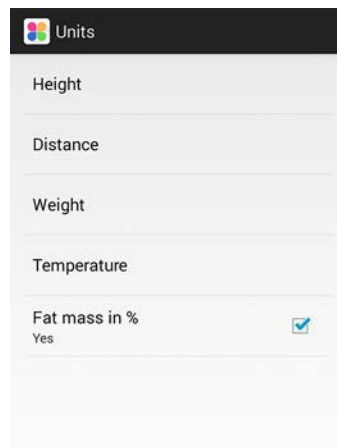 Units
Height
Distance
Weight
Temperature
Fat mass in %
Yes